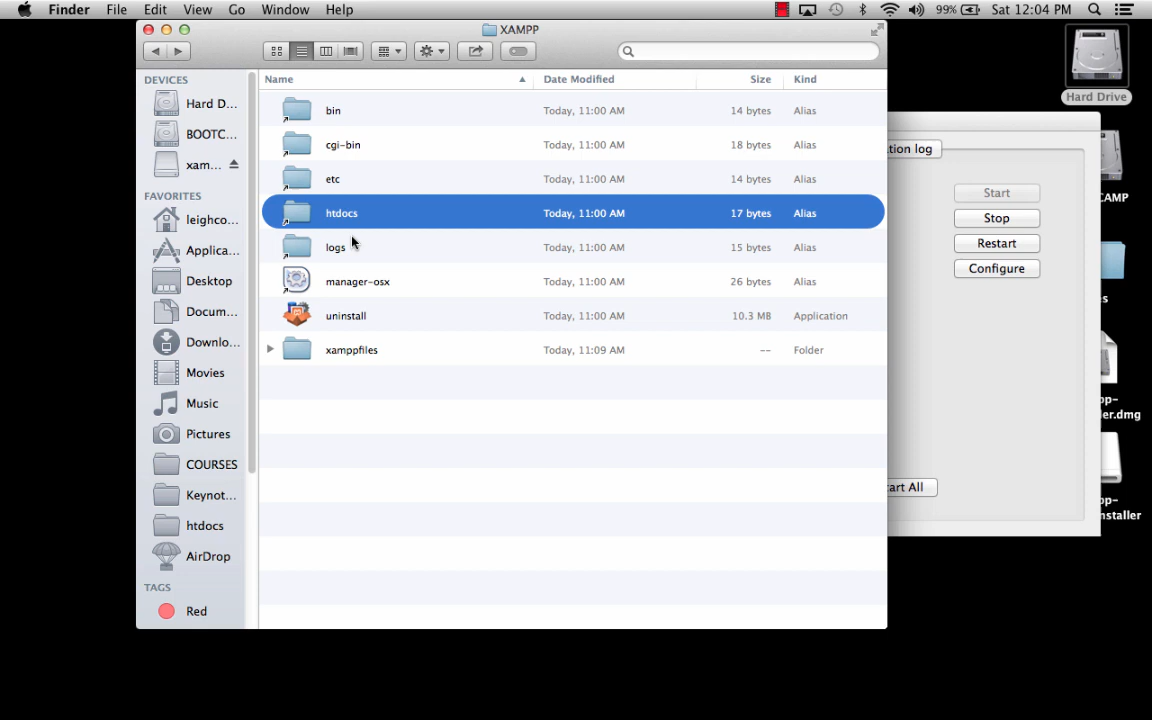 Finder File Edit View Go Window Help 99% Sat 12:04 PM
XAMPP
Hard Drive
DEVICES
Hard D...
BOOTC...
xam...
FAVORITES
leighco...
Applica...
Desktop
Docum...
Downlo...
Movies
Music
Pictures
COURSES
Keynot...
htdocs
AirDrop
TAGS
Red
Name Date Modified Size Kind
bin Today, 11:00 AM 14 bytes Alias
cgi-bin Today, 11:00 AM 18 bytes Alias
etc Today, 11:00 AM 14 bytes Alias
htdocs Today, 11:00 AM 17 bytes Alias
logs Today, 11:00 AM 15 bytes Alias
manager-osx Today, 11:00 AM 26 bytes Alias
uninstall Today, 11:00 AM 10.3 MB Application
xamppfiles Today, 11:09 AM -- Folder
tion log
Start
Stop
Restart
Configure
art All
CAMP
s
pp-
ler.dmg
pp-
nstaller